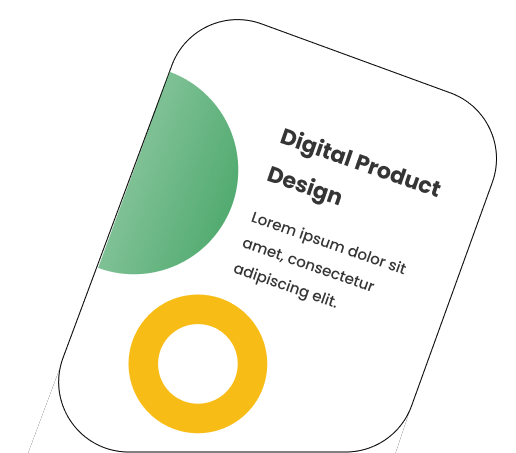 Digital Product
Design
Lorem ipsum dolor sit
amet, consectetur
adipiscing elit.